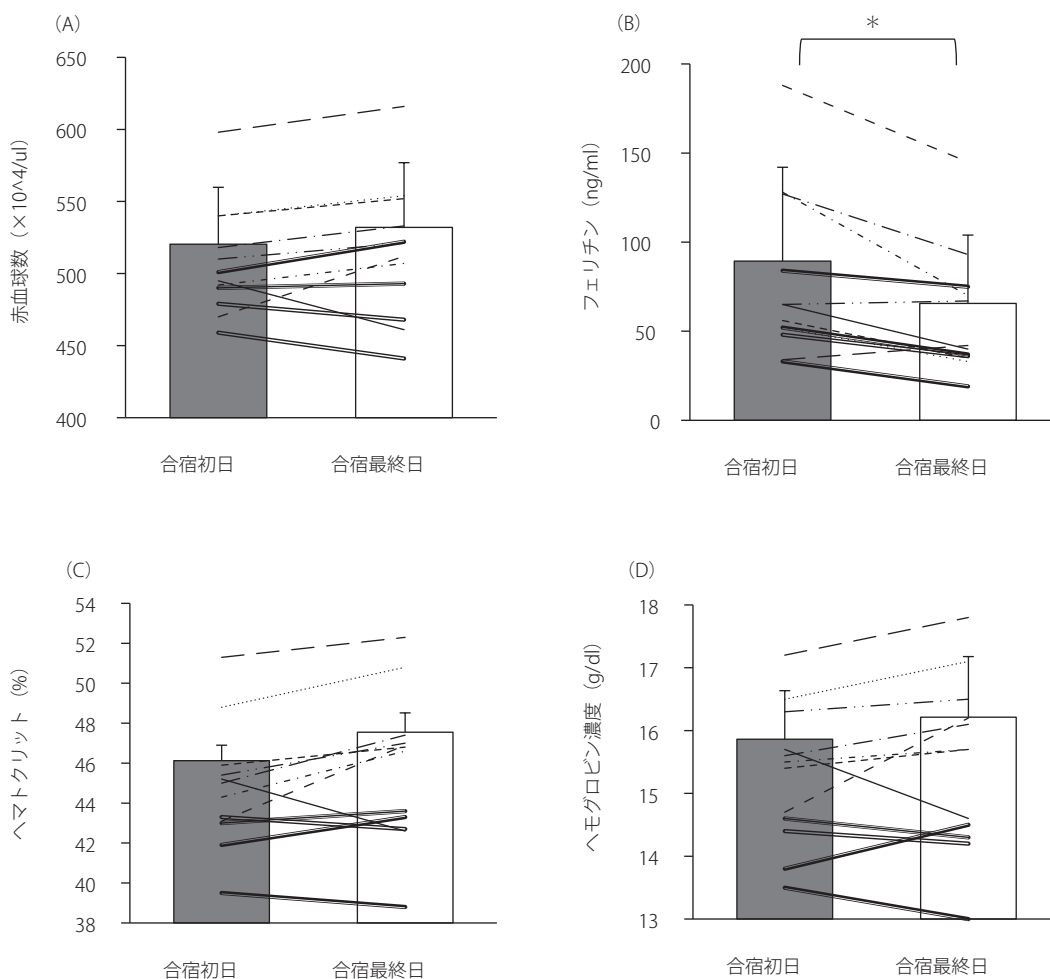 (A)
650
600
550
500
450
400
赤血球数（×10^4/ul）
合宿初日
合宿最終日
(B)
*
200
150
100
50
0
フェリチン（ng/ml）
合宿初日
合宿最終日
(C)
54
52
50
48
46
44
42
40
38
ヘマトクリット（%）
合宿初日
合宿最終日
(D)
18
17
16
15
14
13
ヘモグロビン濃度（g/dl）
合宿初日
合宿最終日